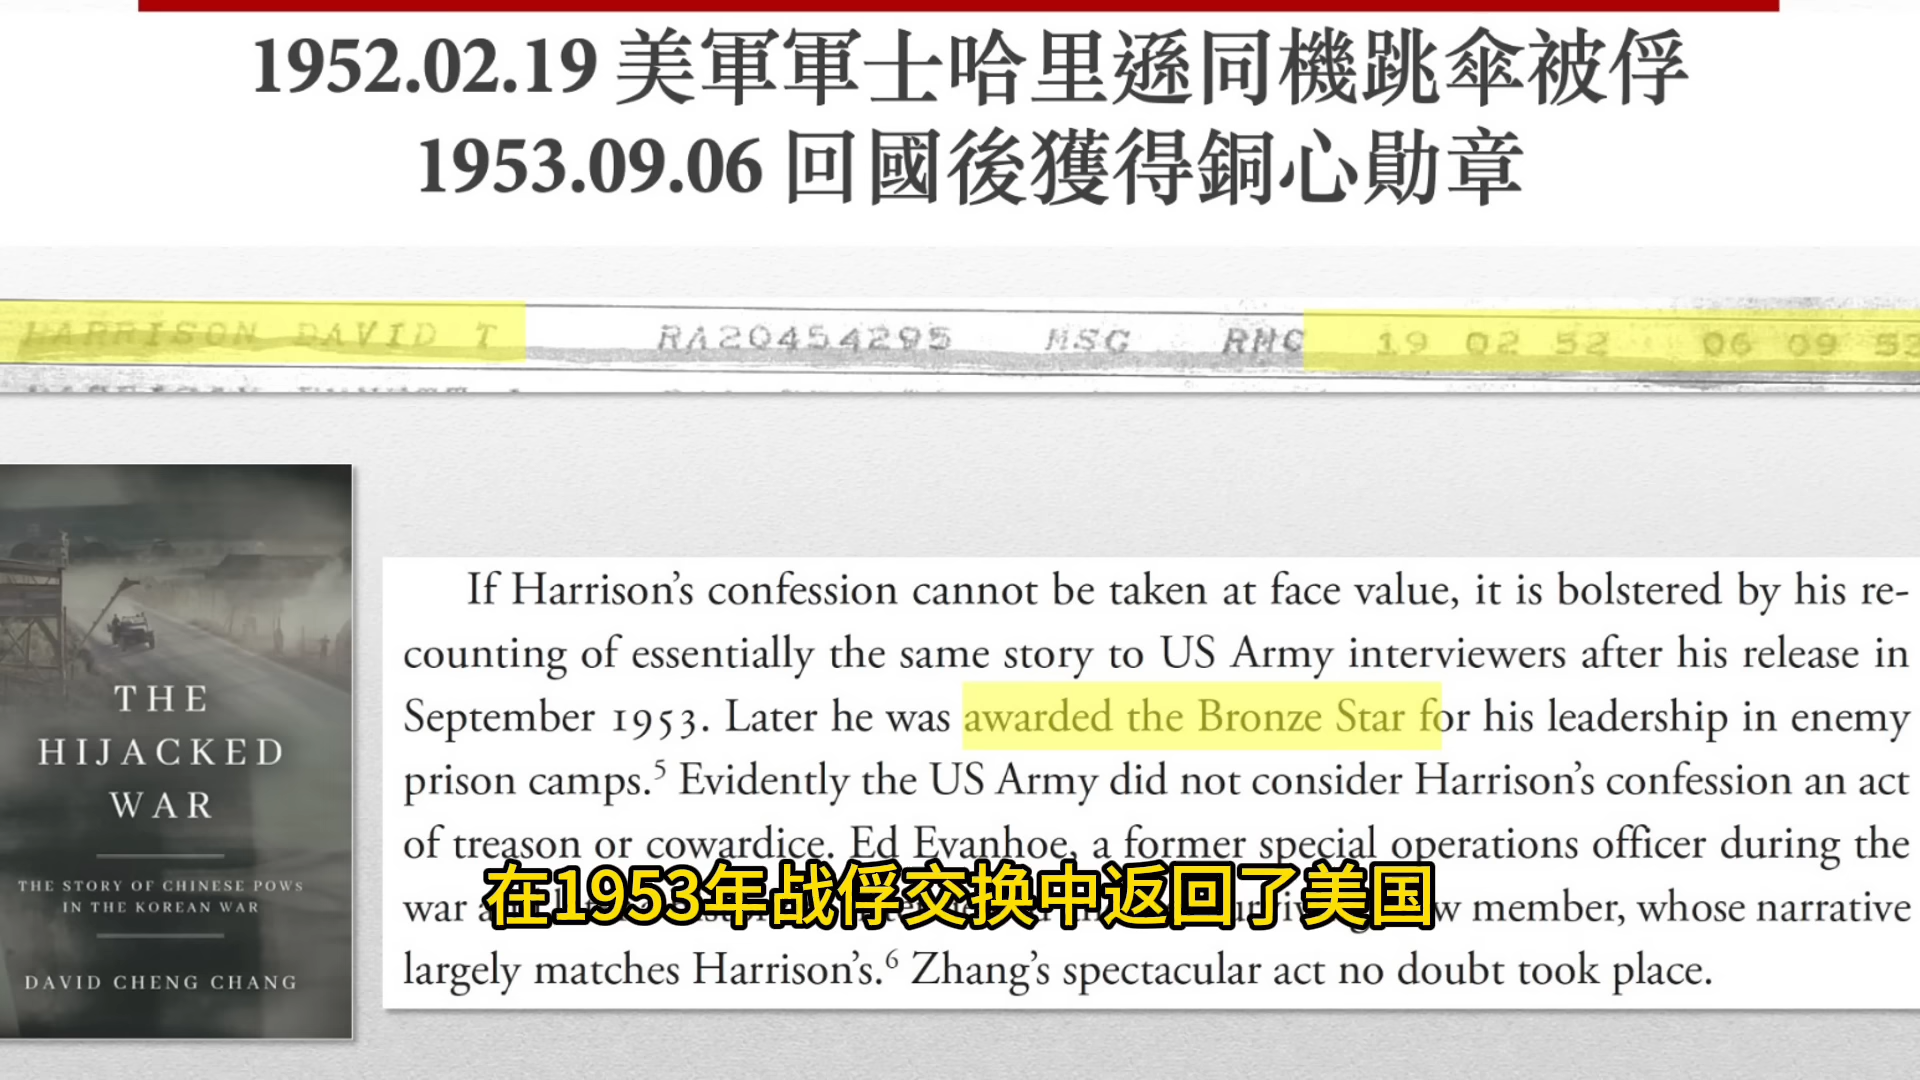 1952.02.19 美軍軍士哈里遜同機跳傘被俘
1953.09.06 回國後獲得銅心勛章
HARRISON DAVID T RA20454295 MSG RMC 19 02 52 06 09 53
THE
HIJACKED
WAR
THE STORY OF CHINESE POWS
IN THE KOREAN WAR
DAVID CHENG CHANG
If Harrison's confession cannot be taken at face value, it is bolstered by his re-
counting of essentially the same story to US Army interviewers after his release in
September 1953. Later he was awarded the Bronze Star for his leadership in enemy
prison camps.5 Evidently the US Army did not consider Harrison's confession an act
of treason or cowardice. Ed Evanhoe, a former special operations officer during the
war member, whose narrative
largely matches Harrison's.6 Zhang's spectacular act no doubt took place.
在1953年战俘交换中返回了美国